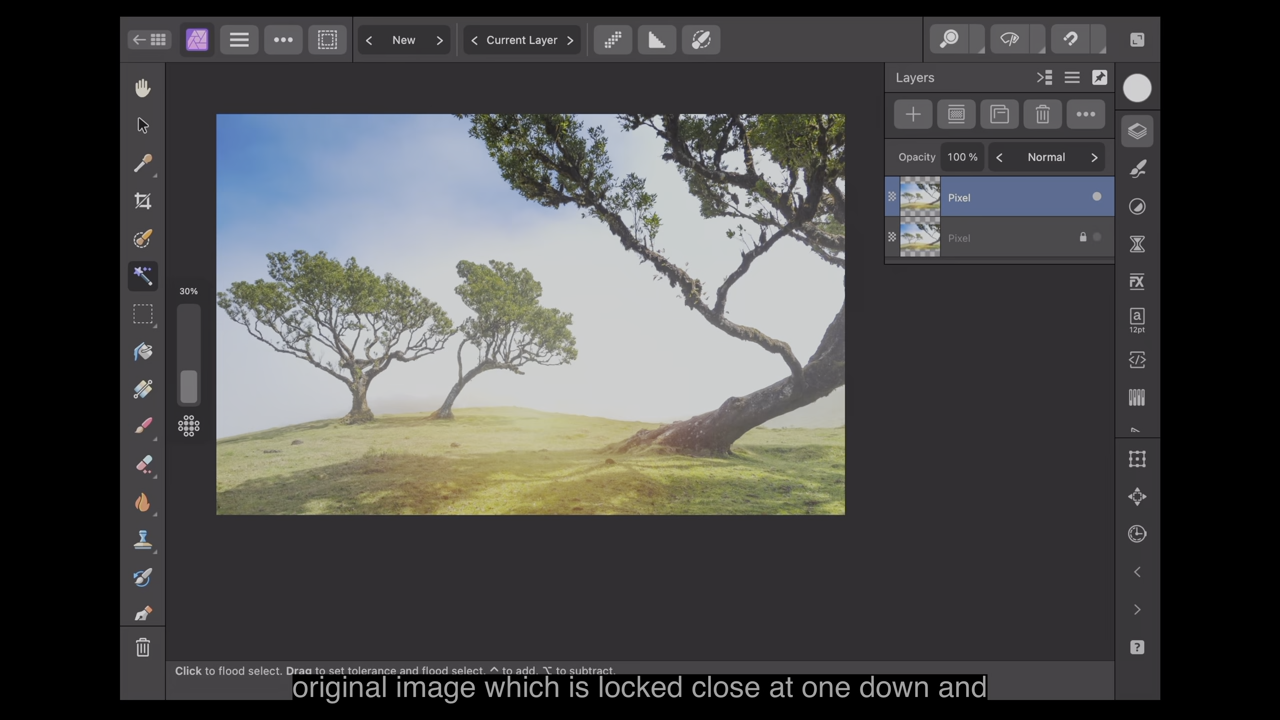 New
Current Layer
Layers
Opacity 100 % Normal
Pixel
Pixel
30%
FX
a
12pt
?
Click to flood select. Drag to set tolerance and flood select. ^ to add. ⌥ to subtract.
original image which is locked close at one down and